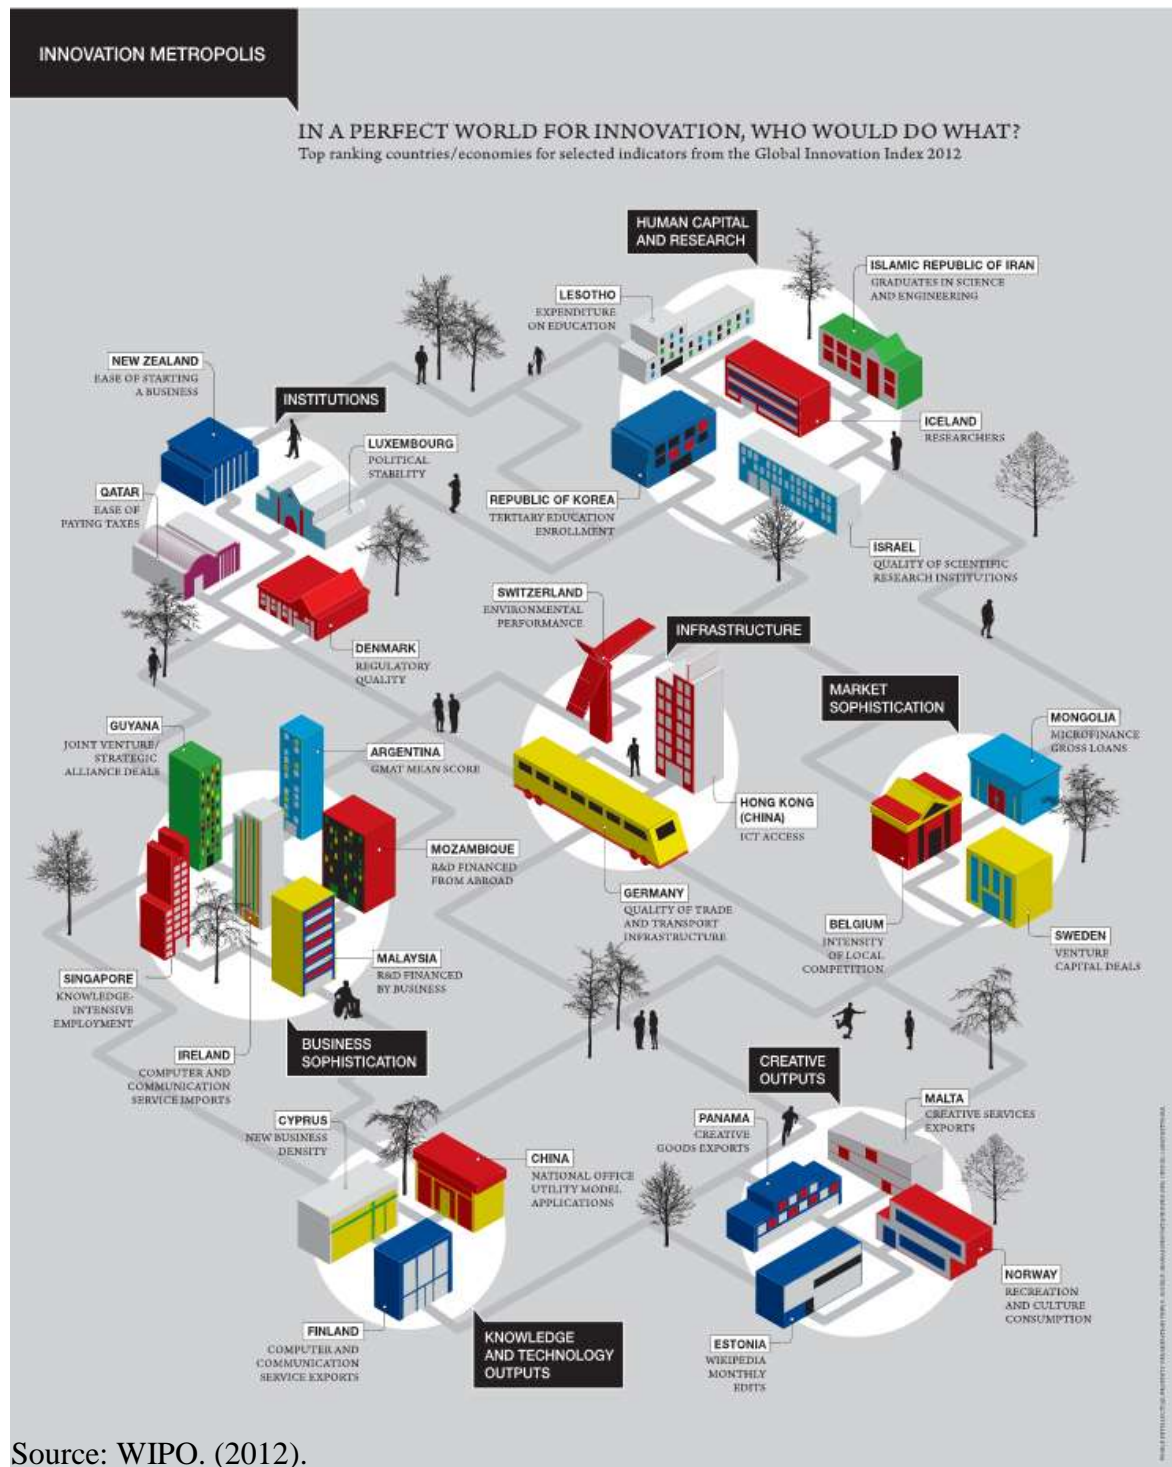 INNOVATION METROPOLIS
IN A PERFECT WORLD FOR INNOVATION, WHO WOULD DO WHAT?
Top ranking countries/economies for selected indicators from the Global Innovation Index 2012
HUMAN CAPITAL
AND RESEARCH
ISLAMIC REPUBLIC OF IRAN
GRADUATES IN SCIENCE
AND ENGINEERING
LESOTHO
EXPENDITURE
ON EDUCATION
ICELAND
RESEARCHERS
REPUBLIC OF KOREA
TERTIARY EDUCATION
ENROLLMENT
ISRAEL
QUALITY OF SCIENTIFIC
RESEARCH INSTITUTIONS
NEW ZEALAND
EASE OF STARTING
A BUSINESS
INSTITUTIONS
LUXEMBOURG
POLITICAL
STABILITY
QATAR
EASE OF
PAYING TAXES
DENMARK
REGULATORY
QUALITY
SWITZERLAND
ENVIRONMENTAL
PERFORMANCE
INFRASTRUCTURE
HONG KONG
(CHINA)
ICT ACCESS
GERMANY
QUALITY OF TRADE
AND TRANSPORT
INFRASTRUCTURE
MARKET
SOPHISTICATION
MONGOLIA
MICROFINANCE
GROSS LOANS
BELGIUM
INTENSITY
OF LOCAL
COMPETITION
SWEDEN
VENTURE
CAPITAL DEALS
GUYANA
JOINT VENTURE/
STRATEGIC
ALLIANCE DEALS
ARGENTINA
GMAT MEAN SCORE
MOZAMBIQUE
R&D FINANCED
FROM ABROAD
MALAYSIA
R&D FINANCED
BY BUSINESS
SINGAPORE
KNOWLEDGE-
INTENSIVE
EMPLOYMENT
IRELAND
COMPUTER AND
COMMUNICATION
SERVICE IMPORTS
BUSINESS
SOPHISTICATION
CYPRUS
NEW BUSINESS
DENSITY
CHINA
NATIONAL OFFICE
UTILITY MODEL
APPLICATIONS
FINLAND
COMPUTER AND
COMMUNICATION
SERVICE EXPORTS
KNOWLEDGE
AND TECHNOLOGY
OUTPUTS
CREATIVE
OUTPUTS
PANAMA
CREATIVE
GOODS EXPORTS
MALTA
CREATIVE SERVICES
EXPORTS
NORWAY
RECREATION
AND CULTURE
CONSUMPTION
ESTONIA
WIKIPEDIA
MONTHLY
EDITS
Source: WIPO. (2012).